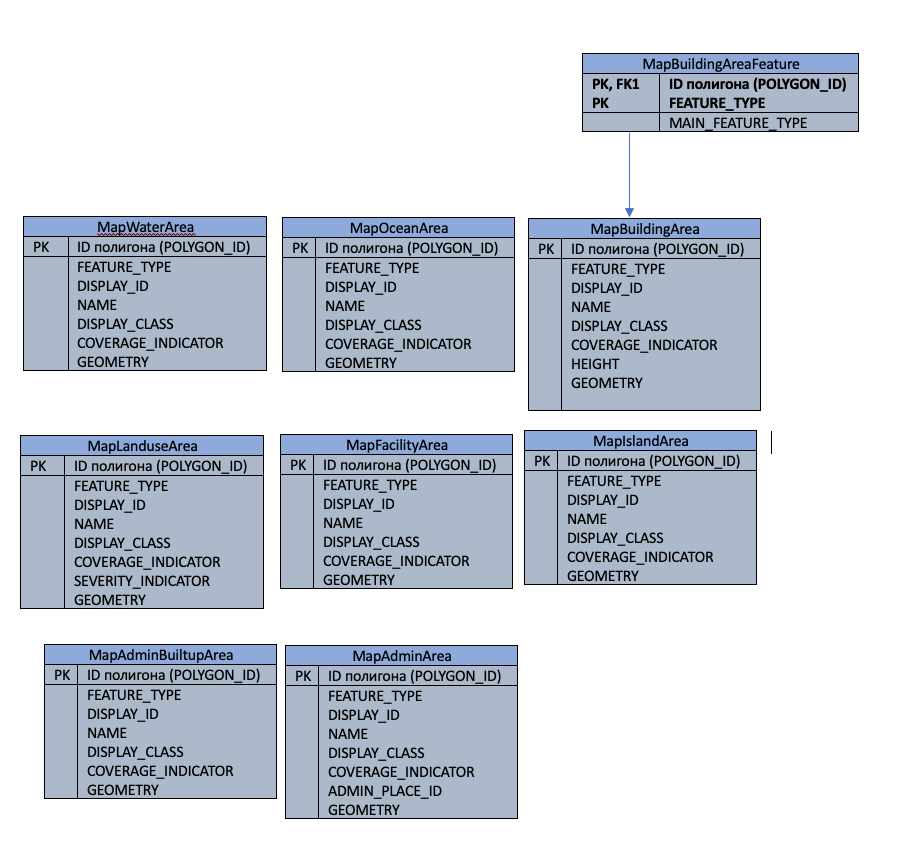 MapBuildingAreaFeature
PK, FK1 ID полигона (POLYGON_ID)
PK FEATURE_TYPE
MAIN_FEATURE_TYPE
MapWaterArea
PK ID полигона (POLYGON_ID)
FEATURE_TYPE
DISPLAY_ID
NAME
DISPLAY_CLASS
COVERAGE_INDICATOR
GEOMETRY
MapOceanArea
PK ID полигона (POLYGON_ID)
FEATURE_TYPE
DISPLAY_ID
NAME
DISPLAY_CLASS
COVERAGE_INDICATOR
GEOMETRY
MapBuildingArea
PK ID полигона (POLYGON_ID)
FEATURE_TYPE
DISPLAY_ID
NAME
DISPLAY_CLASS
COVERAGE_INDICATOR
HEIGHT
GEOMETRY
MapLanduseArea
PK ID полигона (POLYGON_ID)
FEATURE_TYPE
DISPLAY_ID
NAME
DISPLAY_CLASS
COVERAGE_INDICATOR
SEVERITY_INDICATOR
GEOMETRY
MapFacilityArea
PK ID полигона (POLYGON_ID)
FEATURE_TYPE
DISPLAY_ID
NAME
DISPLAY_CLASS
COVERAGE_INDICATOR
GEOMETRY
MapIslandArea
PK ID полигона (POLYGON_ID)
FEATURE_TYPE
DISPLAY_ID
NAME
DISPLAY_CLASS
COVERAGE_INDICATOR
GEOMETRY
MapAdminBuiltupArea
PK ID полигона (POLYGON_ID)
FEATURE_TYPE
DISPLAY_ID
NAME
DISPLAY_CLASS
COVERAGE_INDICATOR
GEOMETRY
MapAdminArea
PK ID полигона (POLYGON_ID)
FEATURE_TYPE
DISPLAY_ID
NAME
DISPLAY_CLASS
COVERAGE_INDICATOR
ADMIN_PLACE_ID
GEOMETRY